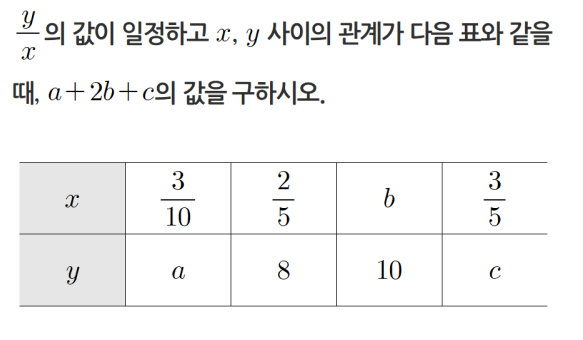 $\frac{y}{x}$의 값이 일정하고 $x$, $y$ 사이의 관계가 다음 표와 같을
때, $a+2b+c$의 값을 구하시오.
$x$ $\frac{3}{10}$ $\frac{2}{5}$ $b$ $\frac{3}{5}$
$y$ $a$ 8 10 $c$